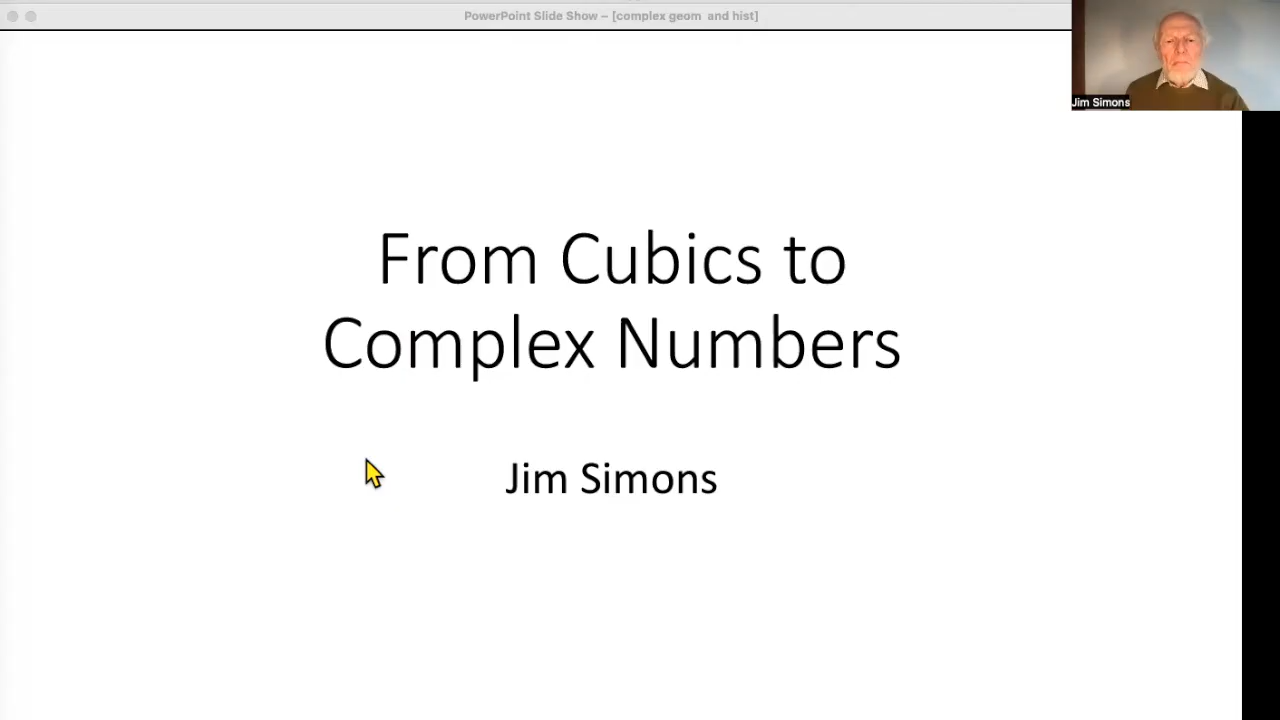 PowerPoint Slide Show – [complex geom and hist]
Jim Simons
From Cubics to
Complex Numbers
Jim Simons